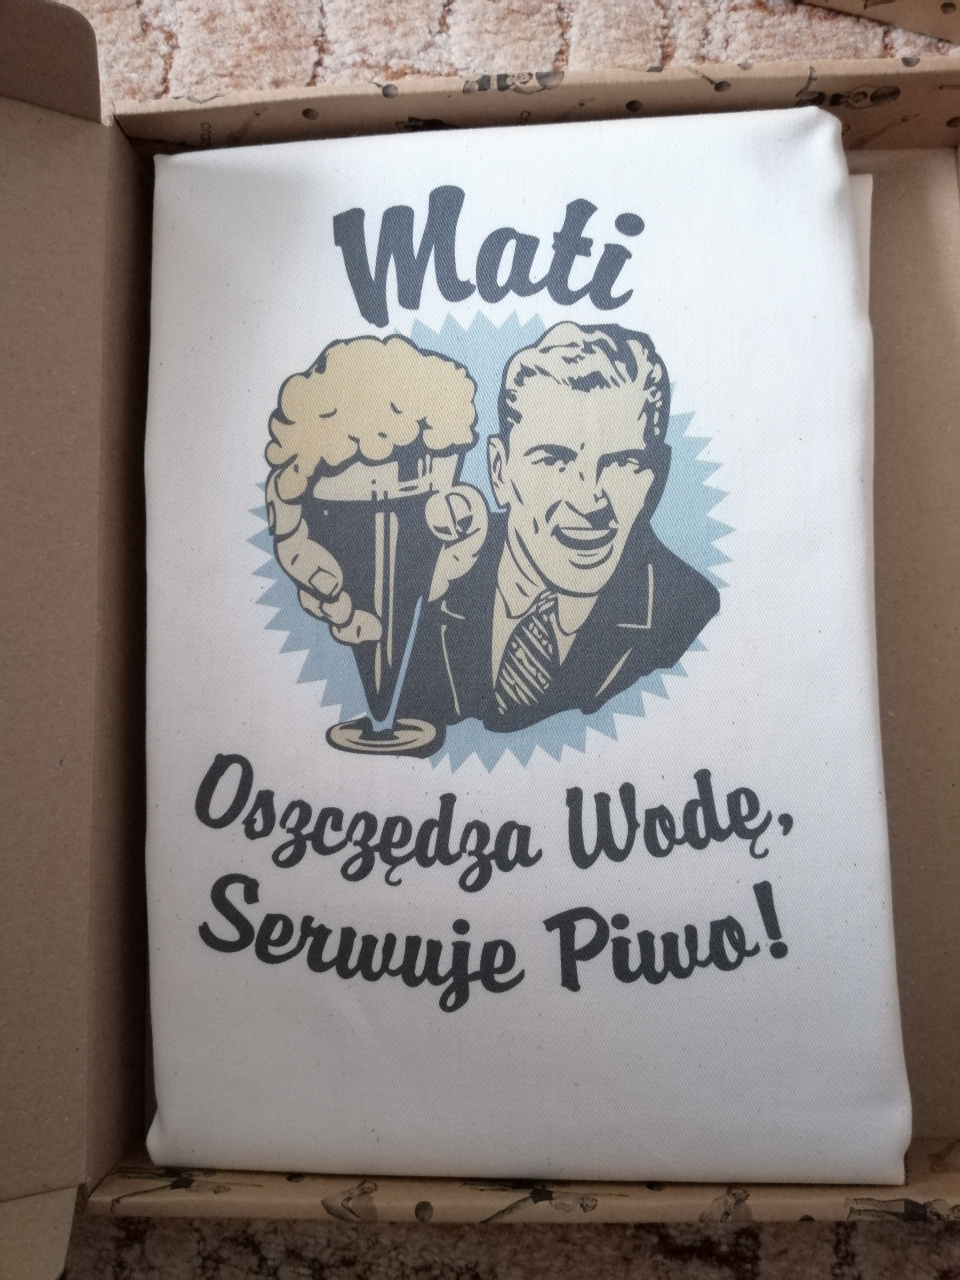 Mati
Oszczędza Wodę,
Serwuje Piwo!